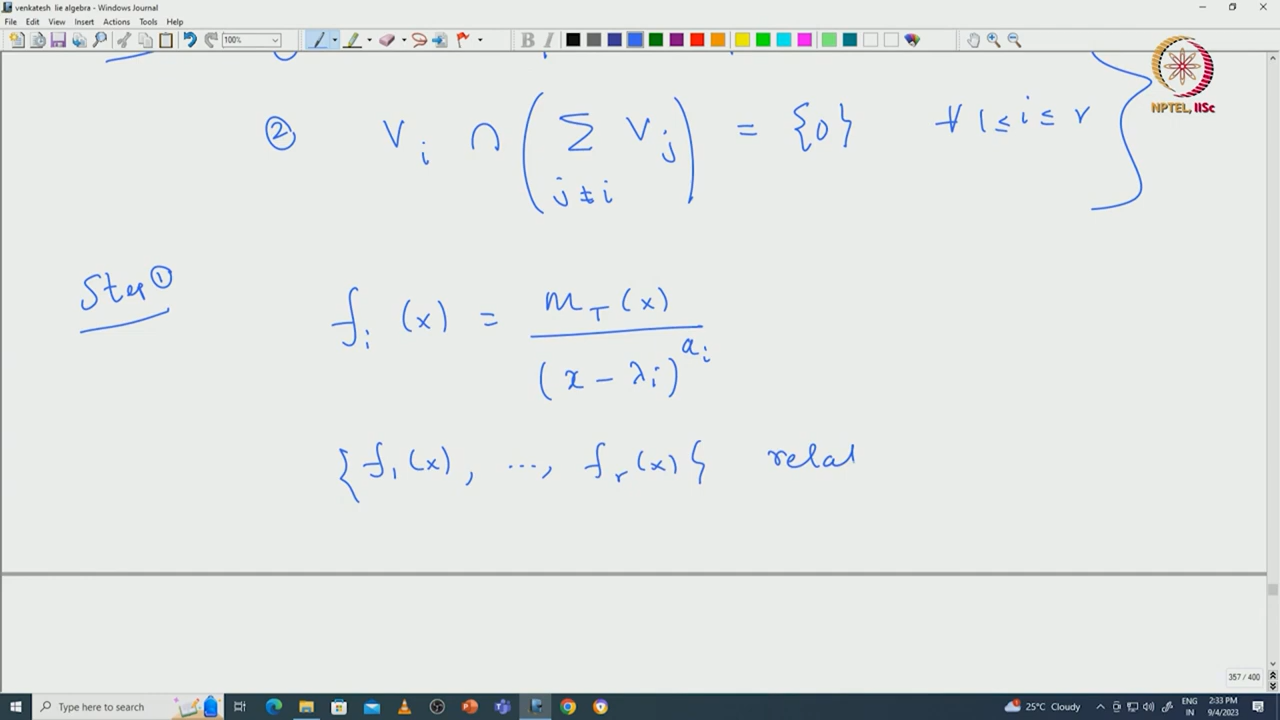 venkatesh lie algebra - Windows Journal
File Edit View Insert Actions Tools Help
100%
NPTEL, IISc
② V_i ∩ ( Σ_{j≠i} V_j ) = {0} ∀ 1 ≤ i ≤ r
Step ①
f_i (x) = m_T(x) / (x - λ_i)^{a_i}
{ f_1(x), ..., f_r(x) } relat
357 / 400
Type here to search
25°C Cloudy
ENG
IN
2:33 PM
9/4/2023